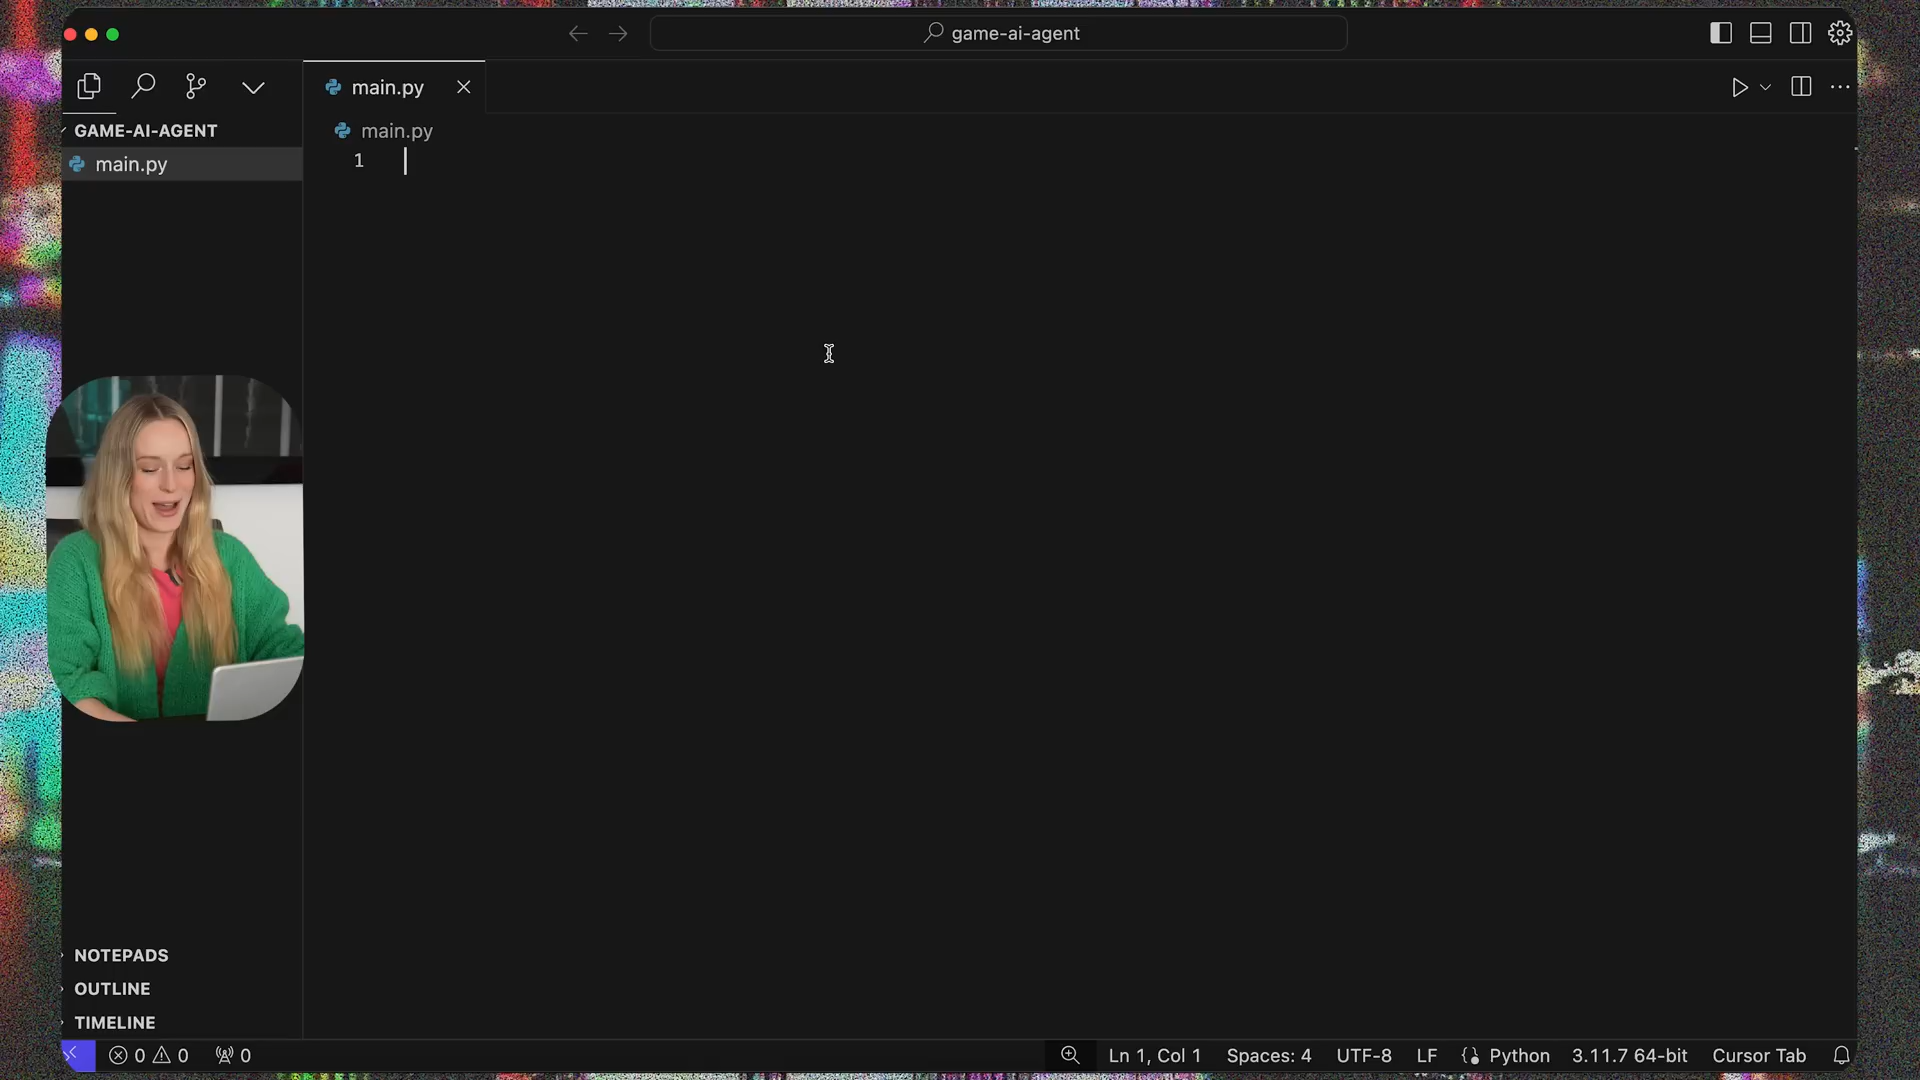 game-ai-agent
main.py
GAME-AI-AGENT
main.py
main.py
1
NOTEPADS
OUTLINE
TIMELINE
0 0 0
Ln 1, Col 1
Spaces: 4
UTF-8
LF
Python
3.11.7 64-bit
Cursor Tab